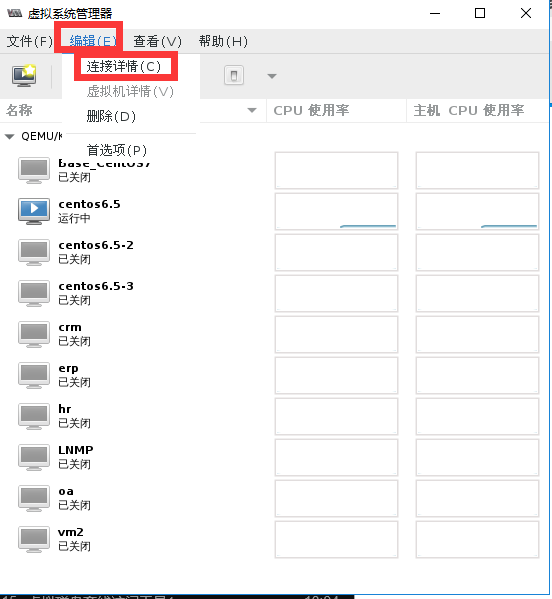 虚拟系统管理器
文件(F) 编辑(E) 查看(V) 帮助(H)
连接详情(C)
虚拟机详情(V)
删除(D)
首选项(P)
名称 CPU 使用率 主机 CPU 使用率
QEMU/K
Base_CentOS7
已关闭
centos6.5
运行中
centos6.5-2
已关闭
centos6.5-3
已关闭
crm
已关闭
erp
已关闭
hr
已关闭
LNMP
已关闭
oa
已关闭
vm2
已关闭